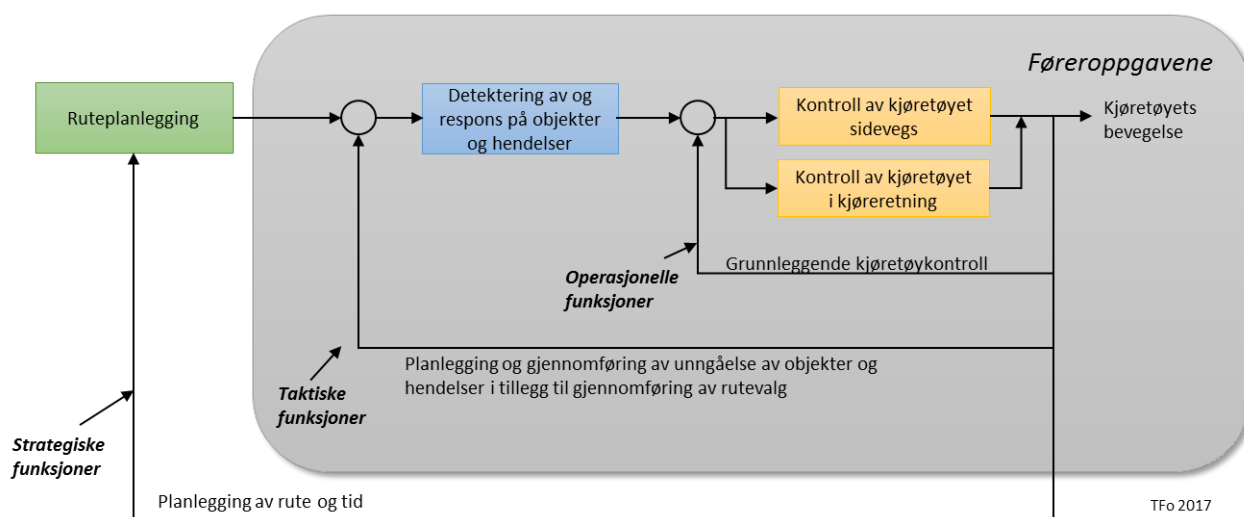 Føreroppgavene
Ruteplanlegging
Detektering av og
respons på objekter
og hendelser
Kontroll av kjøretøyet
sidevegs
Kontroll av kjøretøyet
i kjøreretning
Kjøretøyets
bevegelse
Operasjonelle
funksjoner
Grunnleggende kjøretøykontroll
Taktiske
funksjoner
Planlegging og gjennomføring av unngåelse av objekter og
hendelser i tillegg til gjennomføring av rutevalg
Strategiske
funksjoner
Planlegging av rute og tid
TFo 2017